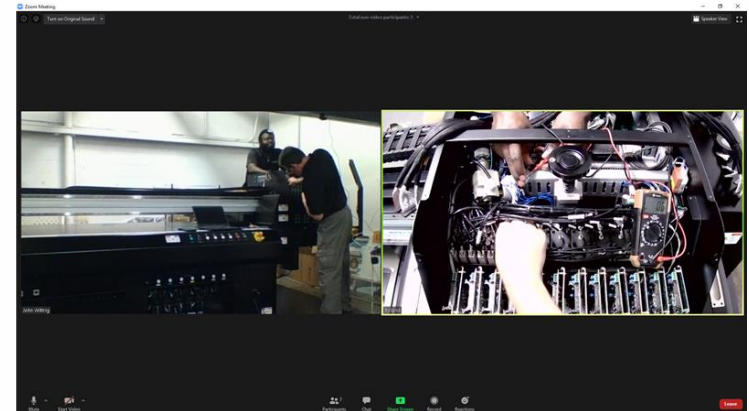 Zoom Meeting
Turn on Original Sound
Speaker View
John Wittig
Mute
Start Video
Participants
Chat
Share Screen
Record
Reactions
Leave